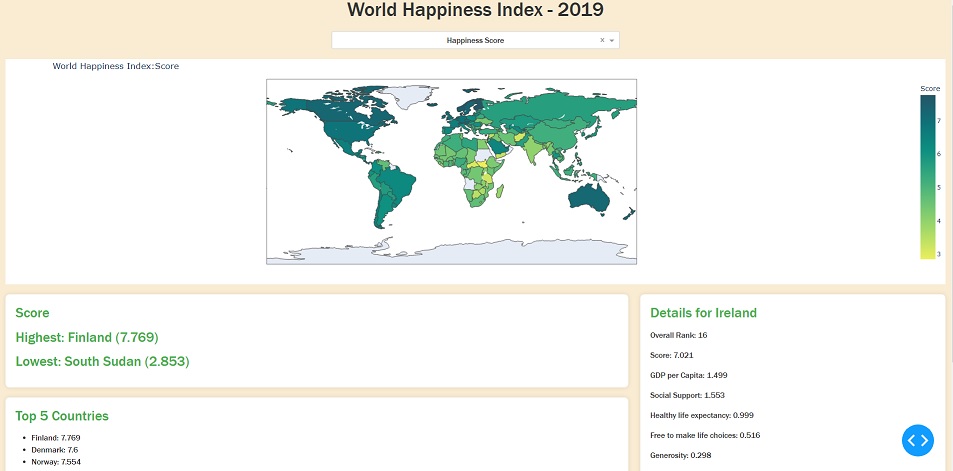 World Happiness Index - 2019
Happiness Score
x
World Happiness Index:Score
Score
7
6
5
4
3
Score
Highest: Finland (7.769)
Lowest: South Sudan (2.853)
Top 5 Countries
Finland: 7.769
Denmark: 7.6
Norway: 7.554
Details for Ireland
Overall Rank: 16
Score: 7.021
GDP per Capita: 1.499
Social Support: 1.553
Healthy life expectancy: 0.999
Free to make life choices: 0.516
Generosity: 0.298